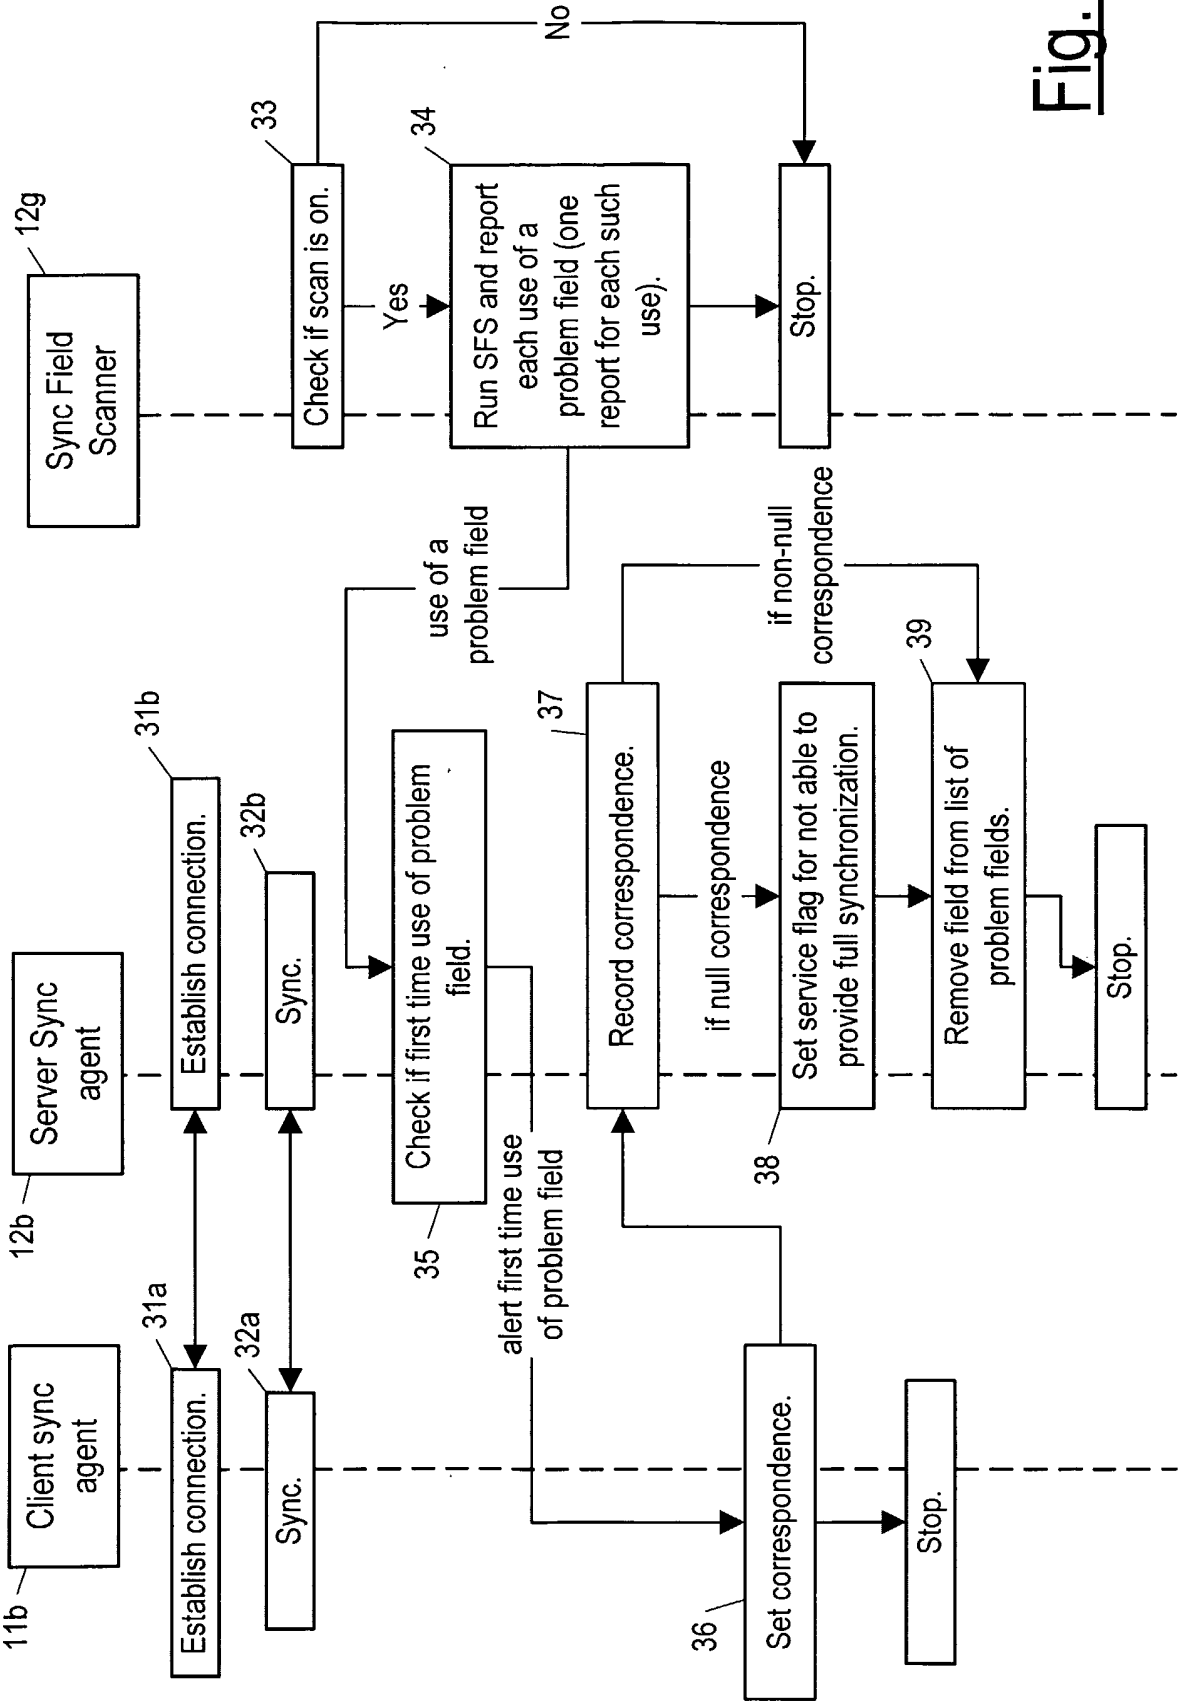 11b
Client sync
agent
12b
Server Sync
agent
12g
Sync Field
Scanner
31a
Establish connection.
31b
Establish connection.
32a
Sync.
32b
Sync.
33
Check if scan is on.
Yes
No
34
Run SFS and report
each use of a
problem field (one
report for each such
use).
Stop.
use of a
problem field
35
Check if first time use of problem
field.
alert first time use
of problem field
36
Set correspondence.
Stop.
37
Record correspondence.
if null correspondence
if non-null
correspondence
38
Set service flag for not able to
provide full synchronization.
39
Remove field from list of
problem fields.
Stop.
Fig.